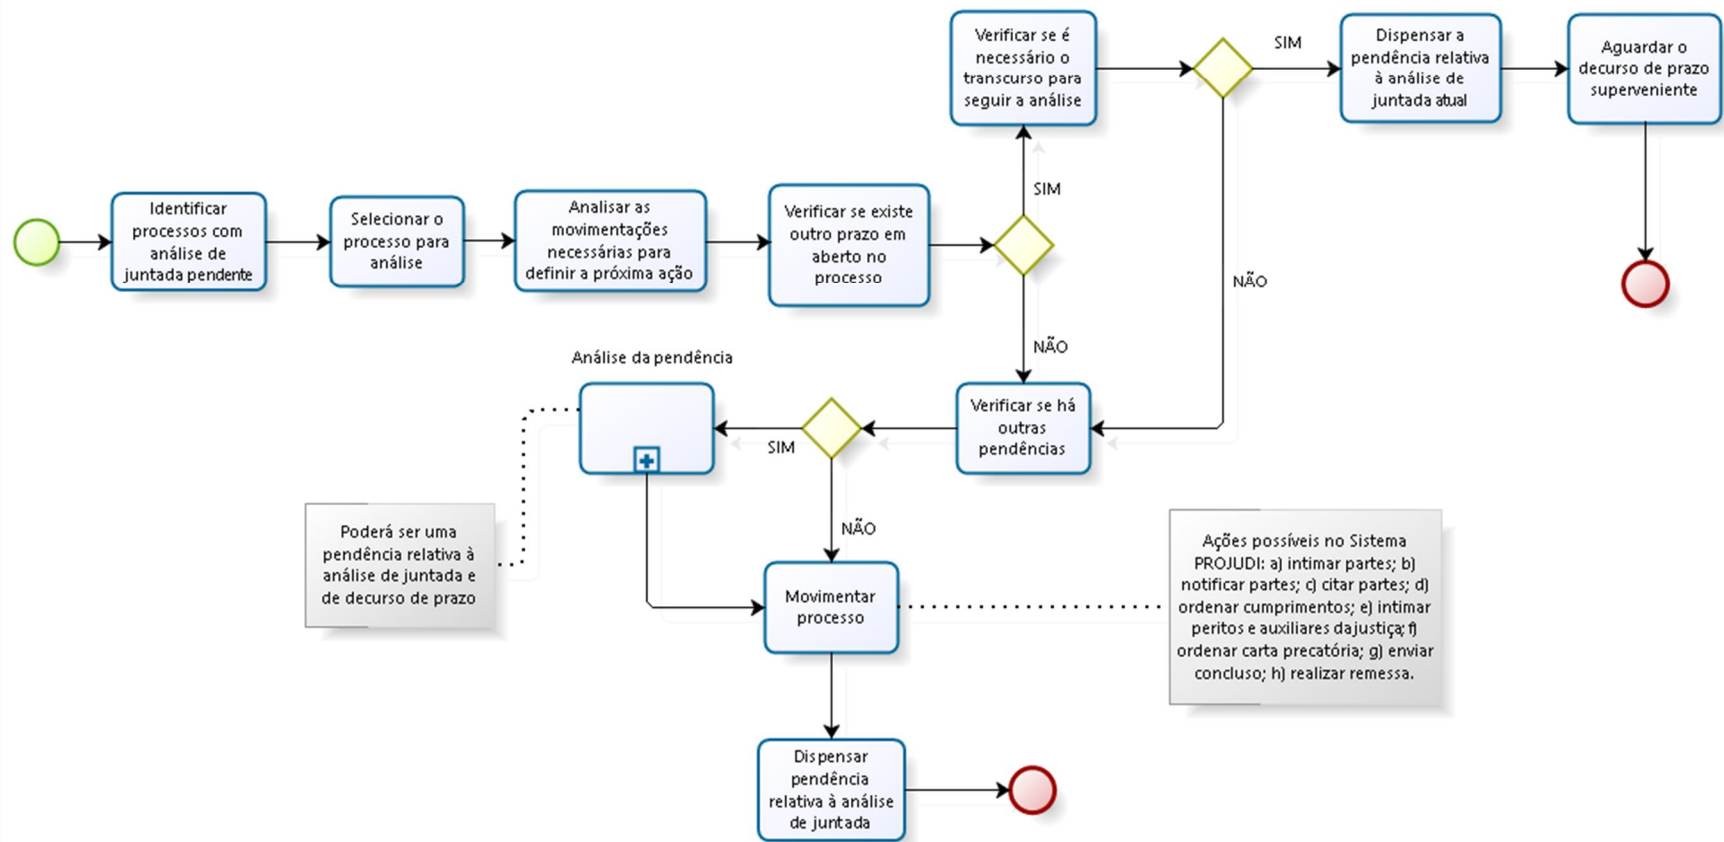 Verificar se é
necessário o
transcurso para
seguir a análise
SIM
Dispensar a
pendência relativa
à análise de
juntada atual
Aguardar o
decurso de prazo
superveniente
Identificar
processos com
análise de
juntada pendente
Selecionar o
processo para
análise
Analisar as
movimentações
necessárias para
definir a próxima ação
Verificar se existe
outro prazo em
aberto no
processo
SIM
NÃO
NÃO
Análise da pendência
Verificar se há
outras
pendências
SIM
NÃO
Poderá ser uma
pendência relativa à
análise de juntada e
de decurso de prazo
Movimentar
processo
Ações possíveis no Sistema
PROJUDI: a) intimar partes; b)
notificar partes; c) citar partes; d)
ordenar cumprimentos; e) intimar
peritos e auxiliares da justiça; f)
ordenar carta precatória; g) enviar
concluso; h) realizar remessa.
Dispensar
pendência
relativa à análise
de juntada